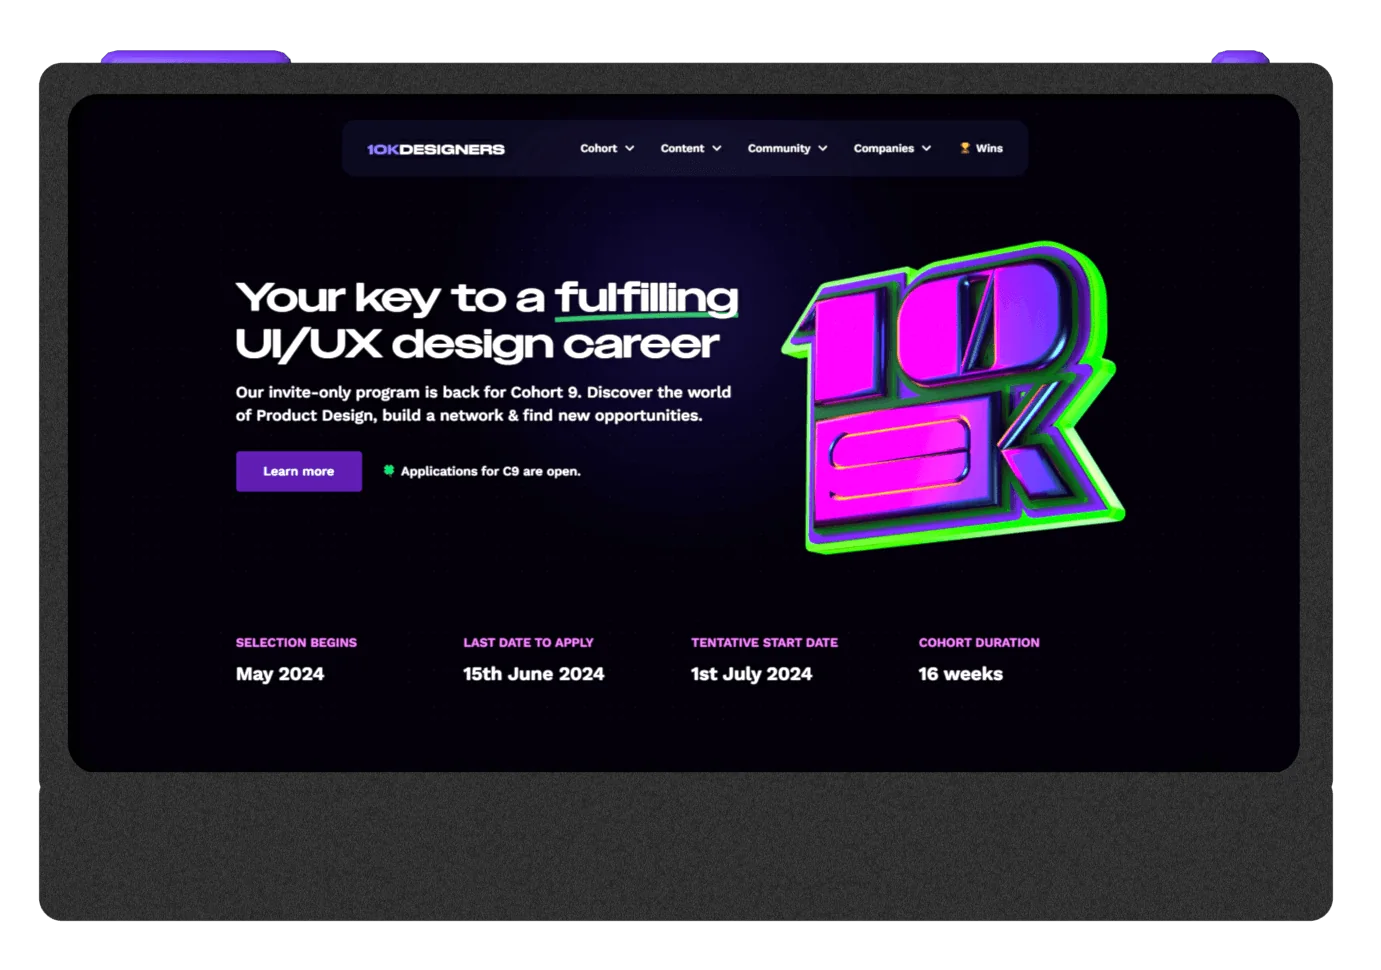 10KDESIGNERS
Cohort
Content
Community
Companies
Wins
Your key to a fulfilling
UI/UX design career
Our invite-only program is back for Cohort 9. Discover the world
of Product Design, build a network & find new opportunities.
Learn more
Applications for C9 are open.
10
K
SELECTION BEGINS
May 2024
LAST DATE TO APPLY
15th June 2024
TENTATIVE START DATE
1st July 2024
COHORT DURATION
16 weeks